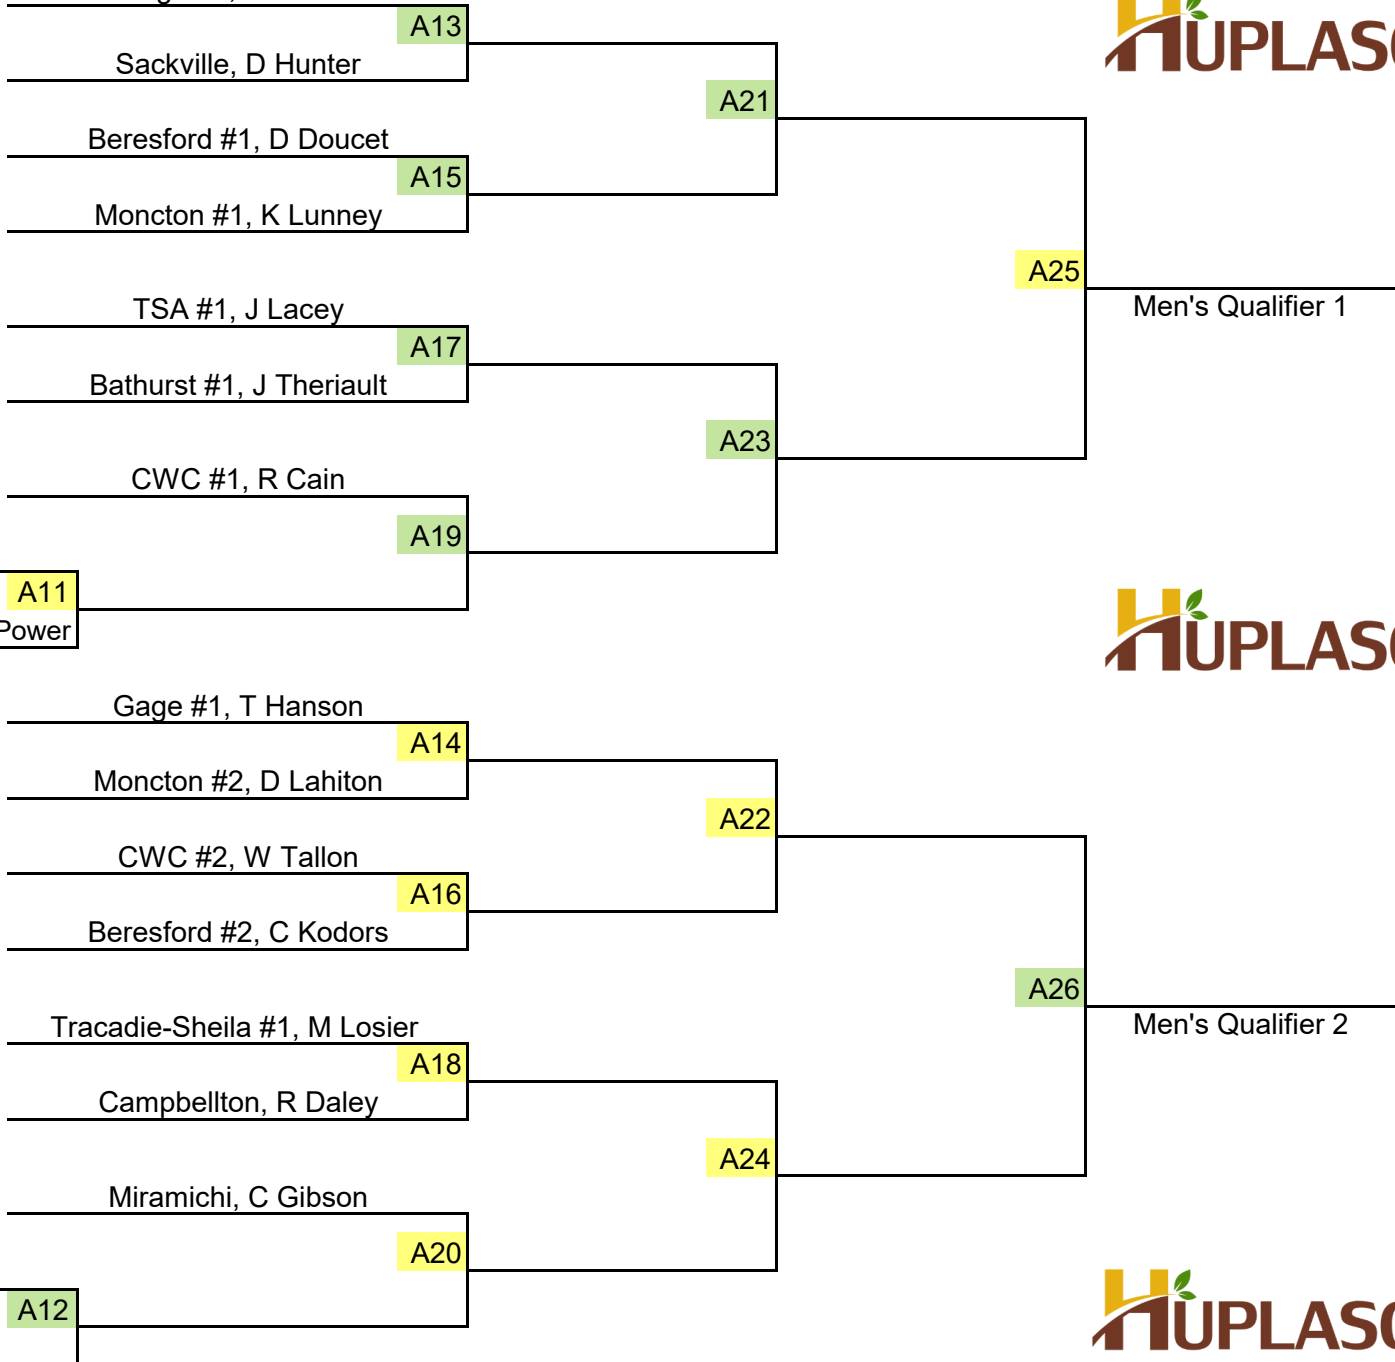 A13
Sackville, D Hunter
A21
Beresford #1, D Doucet
A15
Moncton #1, K Lunney
A25
Men's Qualifier 1
TSA #1, J Lacey
A17
Bathurst #1, J Theriault
A23
CWC #1, R Cain
A19
A11
Power
HUPLASO
Gage #1, T Hanson
A14
Moncton #2, D Lahiton
A22
CWC #2, W Tallon
A16
Beresford #2, C Kodors
A26
Men's Qualifier 2
Tracadie-Sheila #1, M Losier
A18
Campbellton, R Daley
A24
Miramichi, C Gibson
A20
A12